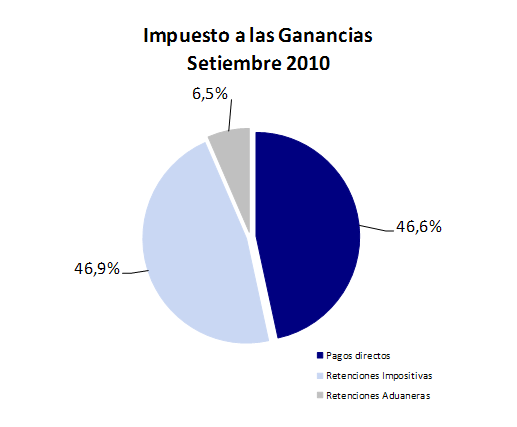 Impuesto a las Ganancias
Setiembre 2010
6,5%
46,6%
46,9%
Pagos directos
Retenciones Impositivas
Retenciones Aduaneras